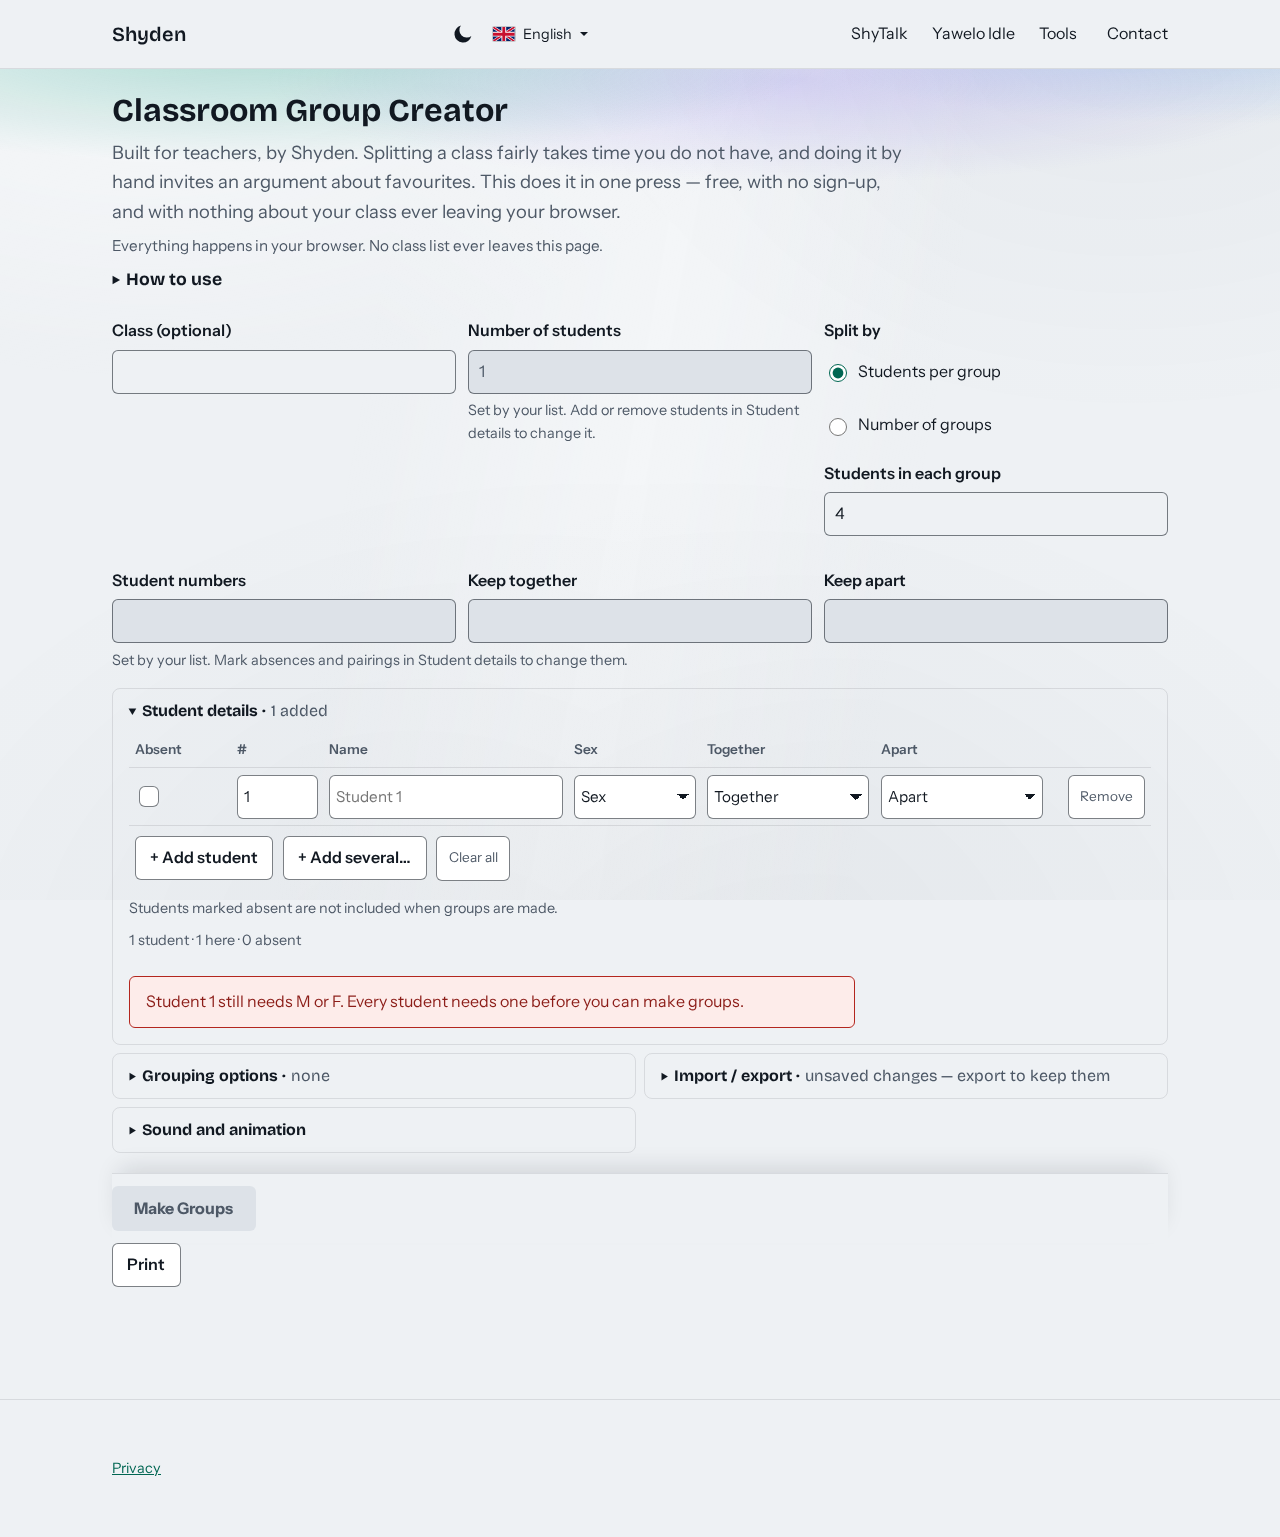 Shyden
English
ShyTalk
Yawelo Idle
Tools
Contact
Classroom Group Creator
Built for teachers, by Shyden. Splitting a class fairly takes time you do not have, and doing it by
hand invites an argument about favourites. This does it in one press — free, with no sign-up,
and with nothing about your class ever leaving your browser.
Everything happens in your browser. No class list ever leaves this page.
How to use
Class (optional)
Number of students
1
Set by your list. Add or remove students in Student
details to change it.
Split by
Students per group
Number of groups
Students in each group
4
Student numbers
Keep together
Keep apart
Set by your list. Mark absences and pairings in Student details to change them.
Student details · 1 added
Absent # Name Sex Together Apart
1 Student 1 Sex Together Apart Remove
+ Add student + Add several... Clear all
Students marked absent are not included when groups are made.
1 student · 1 here · 0 absent
Student 1 still needs M or F. Every student needs one before you can make groups.
Grouping options · none
Import / export · unsaved changes — export to keep them
Sound and animation
Make Groups
Print
Privacy